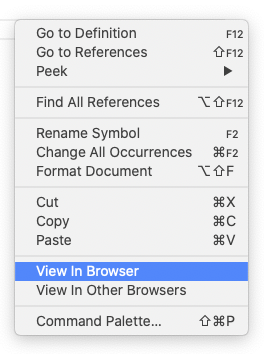 Go to Definition F12
Go to References ⇧F12
Peek ▶
Find All References ⌥⇧F12
Rename Symbol F2
Change All Occurrences ⌘F2
Format Document ⌥⇧F
Cut ⌘X
Copy ⌘C
Paste ⌘V
View In Browser
View In Other Browsers
Command Palette... ⇧⌘P